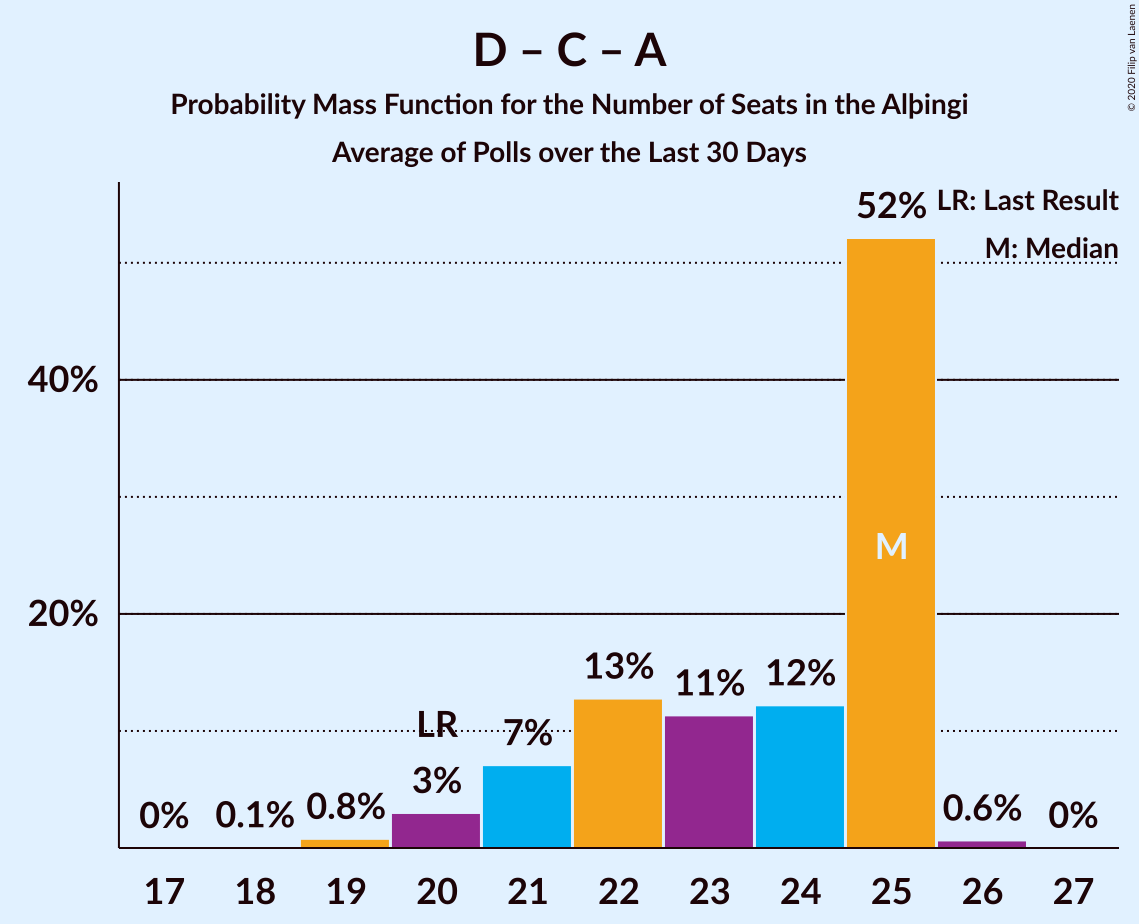 D – C – A
Probability Mass Function for the Number of Seats in the Alþingi
Average of Polls over the Last 30 Days
© 2020 Filip van Laenen
LR: Last Result
M: Median
40%
20%
0%
0.1%
0.8%
LR
3%
7%
13%
11%
12%
52%
M
0.6%
0%
17 18 19 20 21 22 23 24 25 26 27